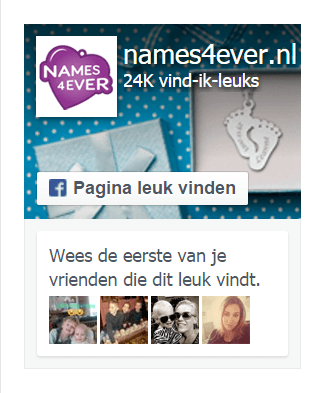 names4ever.nl
24K vind-ik-leuks
NAMES
4EVER
Pagina leuk vinden
Wees de eerste van je
vrienden die dit leuk vindt.